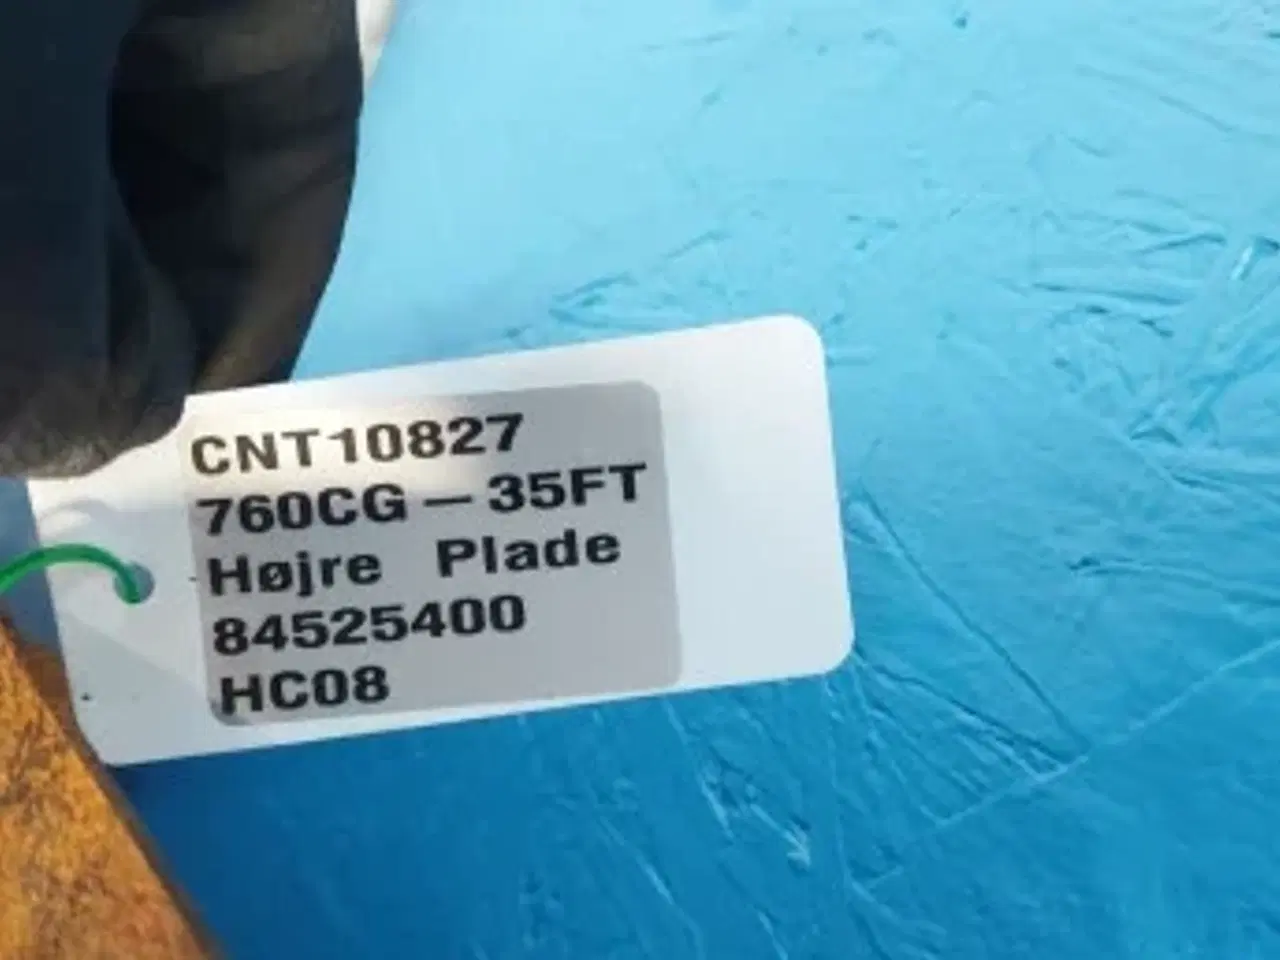 CNT10827
760CG – 35FT
Højre Plade
84525400
HC08